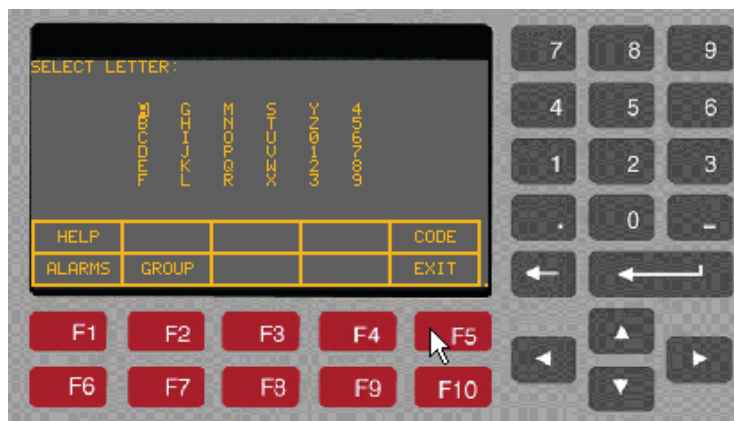 SELECT LETTER:
A G M S Y 4
B H N T Z 5
C I O U 0 6
D J P V 1 7
E K Q W 2 8
F L R X 3 9
HELP CODE
ALARMS GROUP EXIT
F1 F2 F3 F4 F5
F6 F7 F8 F9 F10
7 8 9
4 5 6
1 2 3
. 0 –